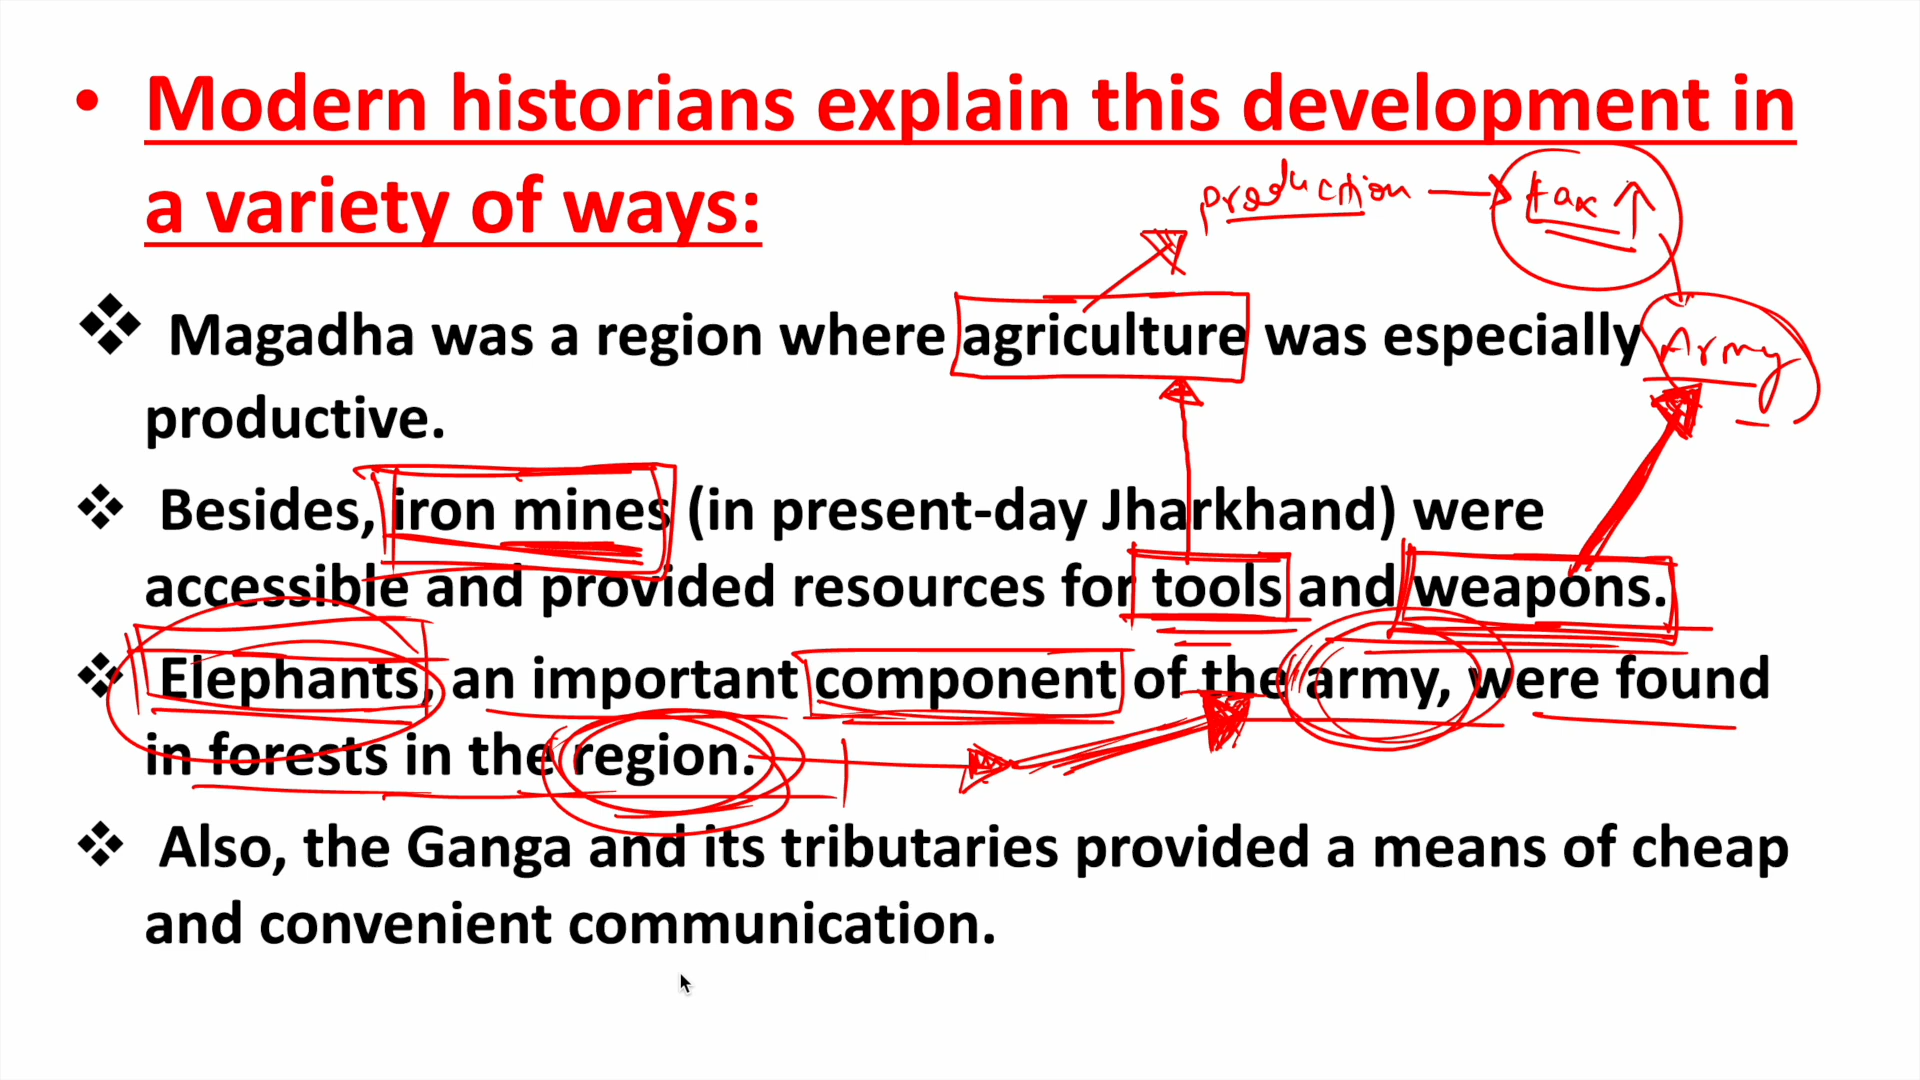 • Modern historians explain this development in
a variety of ways:
production → tax ↑
❖ Magadha was a region where agriculture was especially
Army
productive.
❖ Besides, iron mines (in present-day Jharkhand) were
accessible and provided resources for tools and weapons.
❖ Elephants, an important component of the army, were found
in forests in the region.
❖ Also, the Ganga and its tributaries provided a means of cheap
and convenient communication.